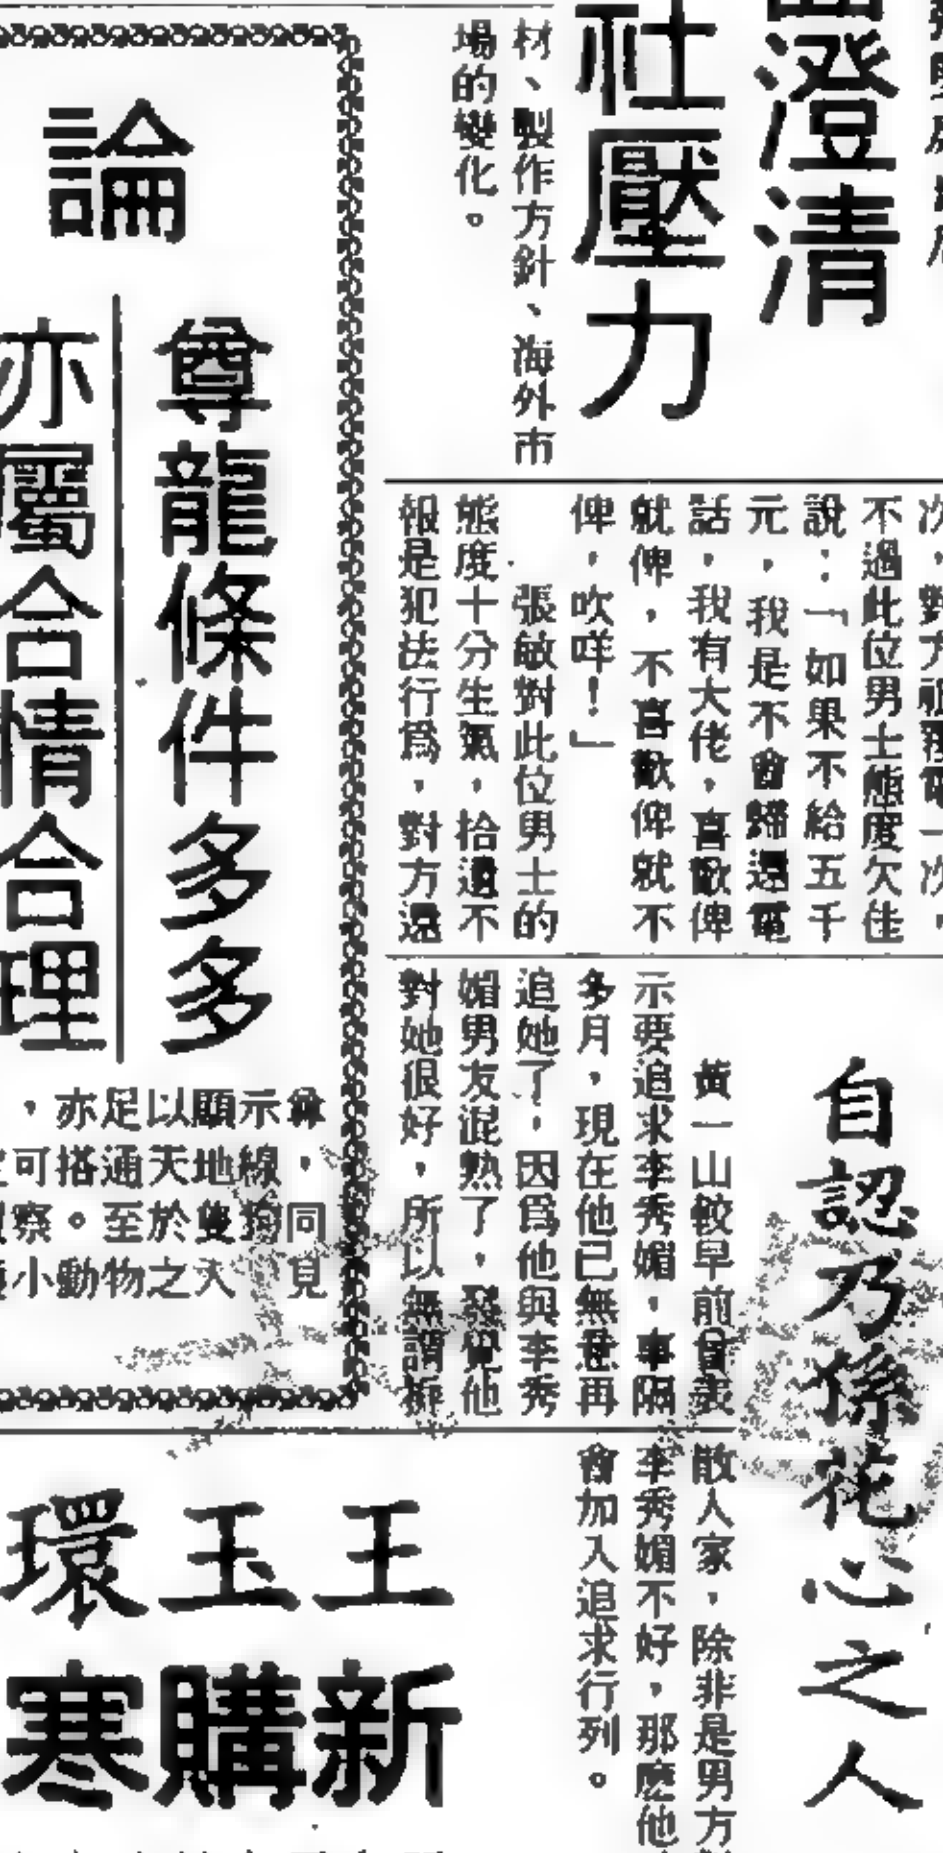 澄清
社壓力
材、製作方針、海外市
場的變化。
不過此位男士態度欠佳
說：「如果不給五千
元，我是不會歸還電
話，我有大佬，喜歡俾
就俾，不喜歡俾就不
俾，吹咩！」
張敏對此位男士的
態度十分生氣，拾遺不
報是犯法行為，對方還
自認乃係花心之人
黃一山較早前曾表
示要追求李秀媚，事隔
多月，現在他已無意再
追她了，因為他與李秀
媚男友混熟了，發覺他
對她很好，所以無謂拆
散人家，除非是男方
李秀媚不好，那麼他
會加入追求行列。
論
尊龍條件多多
亦屬合情合理
，亦足以顯示
可搭通天地線，
察。至於隻狗同
小動物之入見
王玉環
新購寒